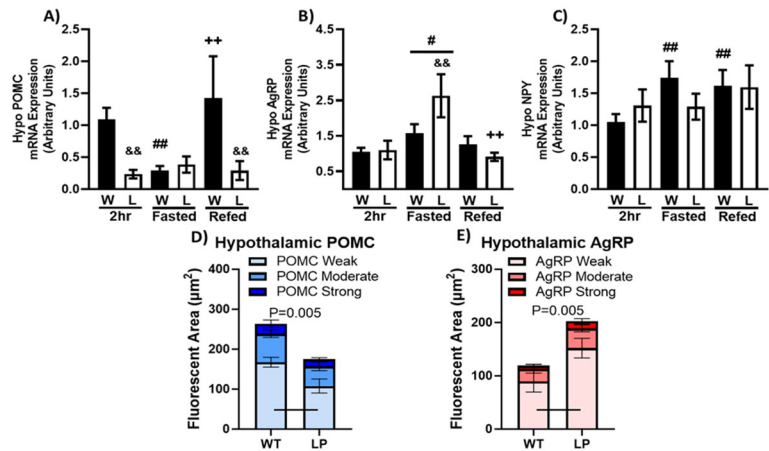 A)
Hypo POMC
mRNA Expression
(Arbitrary Units)
2.5
2.0
1.5
1.0
0.5
0.0
&&
##
++
&&
W L W L W L
2hr Fasted Refed
B)
Hypo AgRP
mRNA Expression
(Arbitrary Units)
4.5
3.5
2.5
1.5
0.0
#
&&
++
W L W L W L
2hr Fasted Refed
C)
Hypo NPY
mRNA Expression
(Arbitrary Units)
2.5
2.0
1.5
1.0
0.5
0.0
##
##
W L W L W L
2hr Fasted Refed
D) Hypothalamic POMC
Fluorescent Area (µm²)
400
300
200
100
0
POMC Weak
POMC Moderate
POMC Strong
P=0.005
WT LP
E) Hypothalamic AgRP
Fluorescent Area (µm²)
300
200
100
0
AgRP Weak
AgRP Moderate
AgRP Strong
P=0.005
WT LP